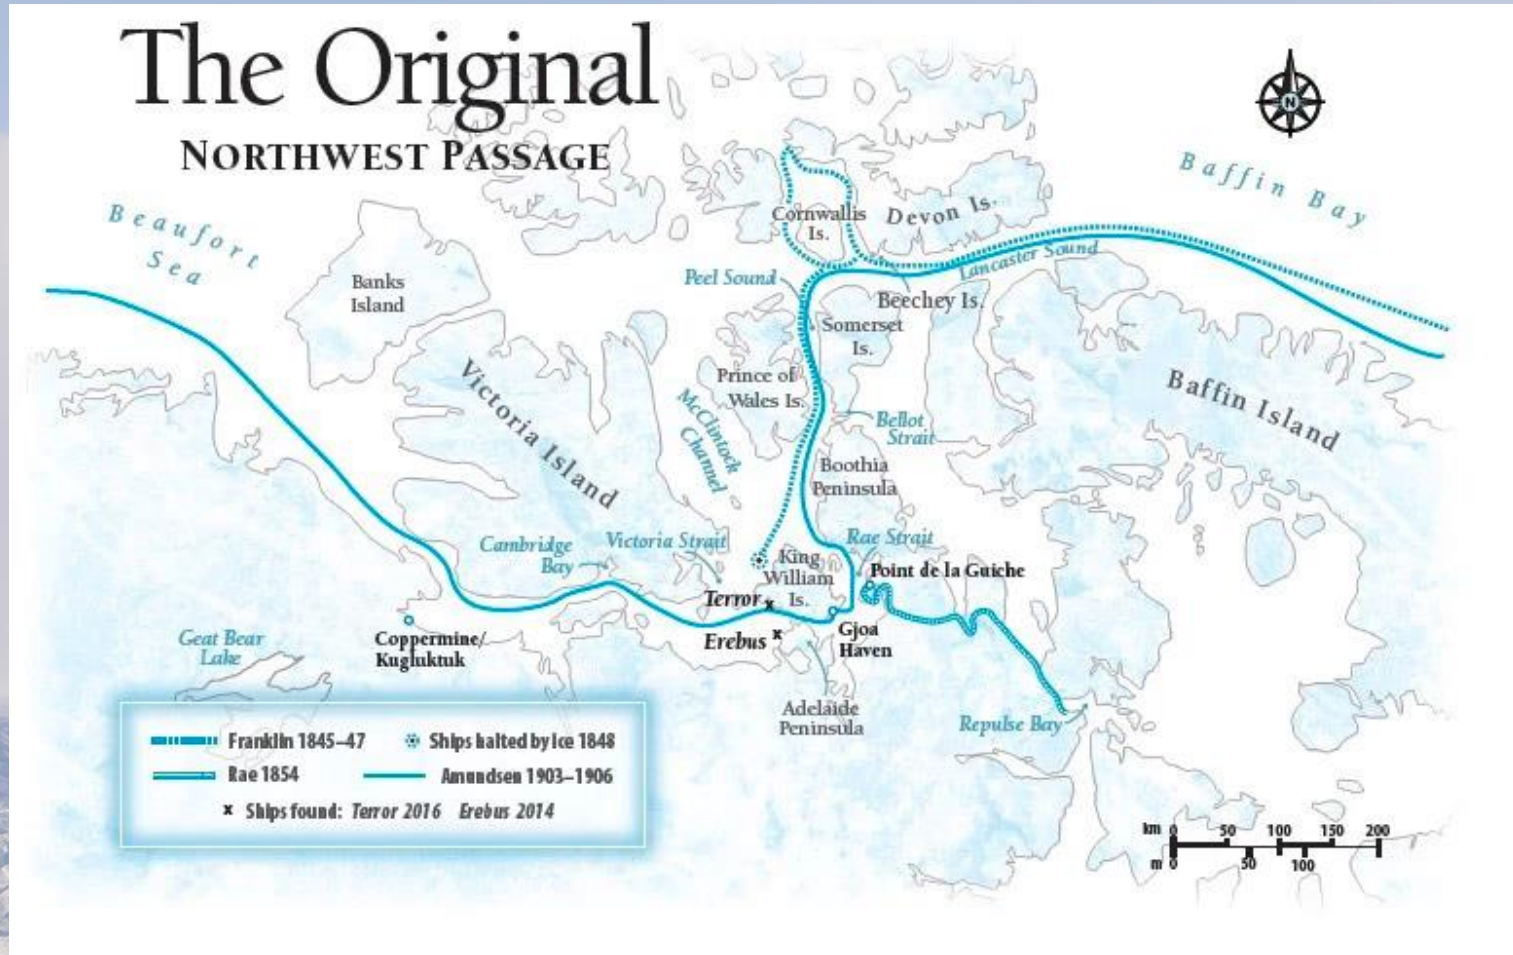 The Original
NORTHWEST PASSAGE
N
Baffin Bay
Beaufort
Sea
Cornwallis
Is.
Devon Is.
Lancaster Sound
Peel Sound
Banks
Island
Beechey Is.
Somerset
Is.
Prince of
Wales Is.
Victoria Island
McClintock
Channel
Bellot
Strait
Baffin Island
Boothia
Peninsula
Cambridge
Bay
Victoria Strait
King
William
Is.
Rae Strait
Point de la Guiche
Terror
Erebus
Gjoa
Haven
Geat Bear
Lake
Coppermine/
Kugluktuk
Adelaide
Peninsula
Repulse Bay
Franklin 1845–47
Ships halted by Ice 1848
Rae 1854
Amundsen 1903–1906
x Ships found: Terror 2016 Erebus 2014
km 0 50 100 150 200
m 0 50 100